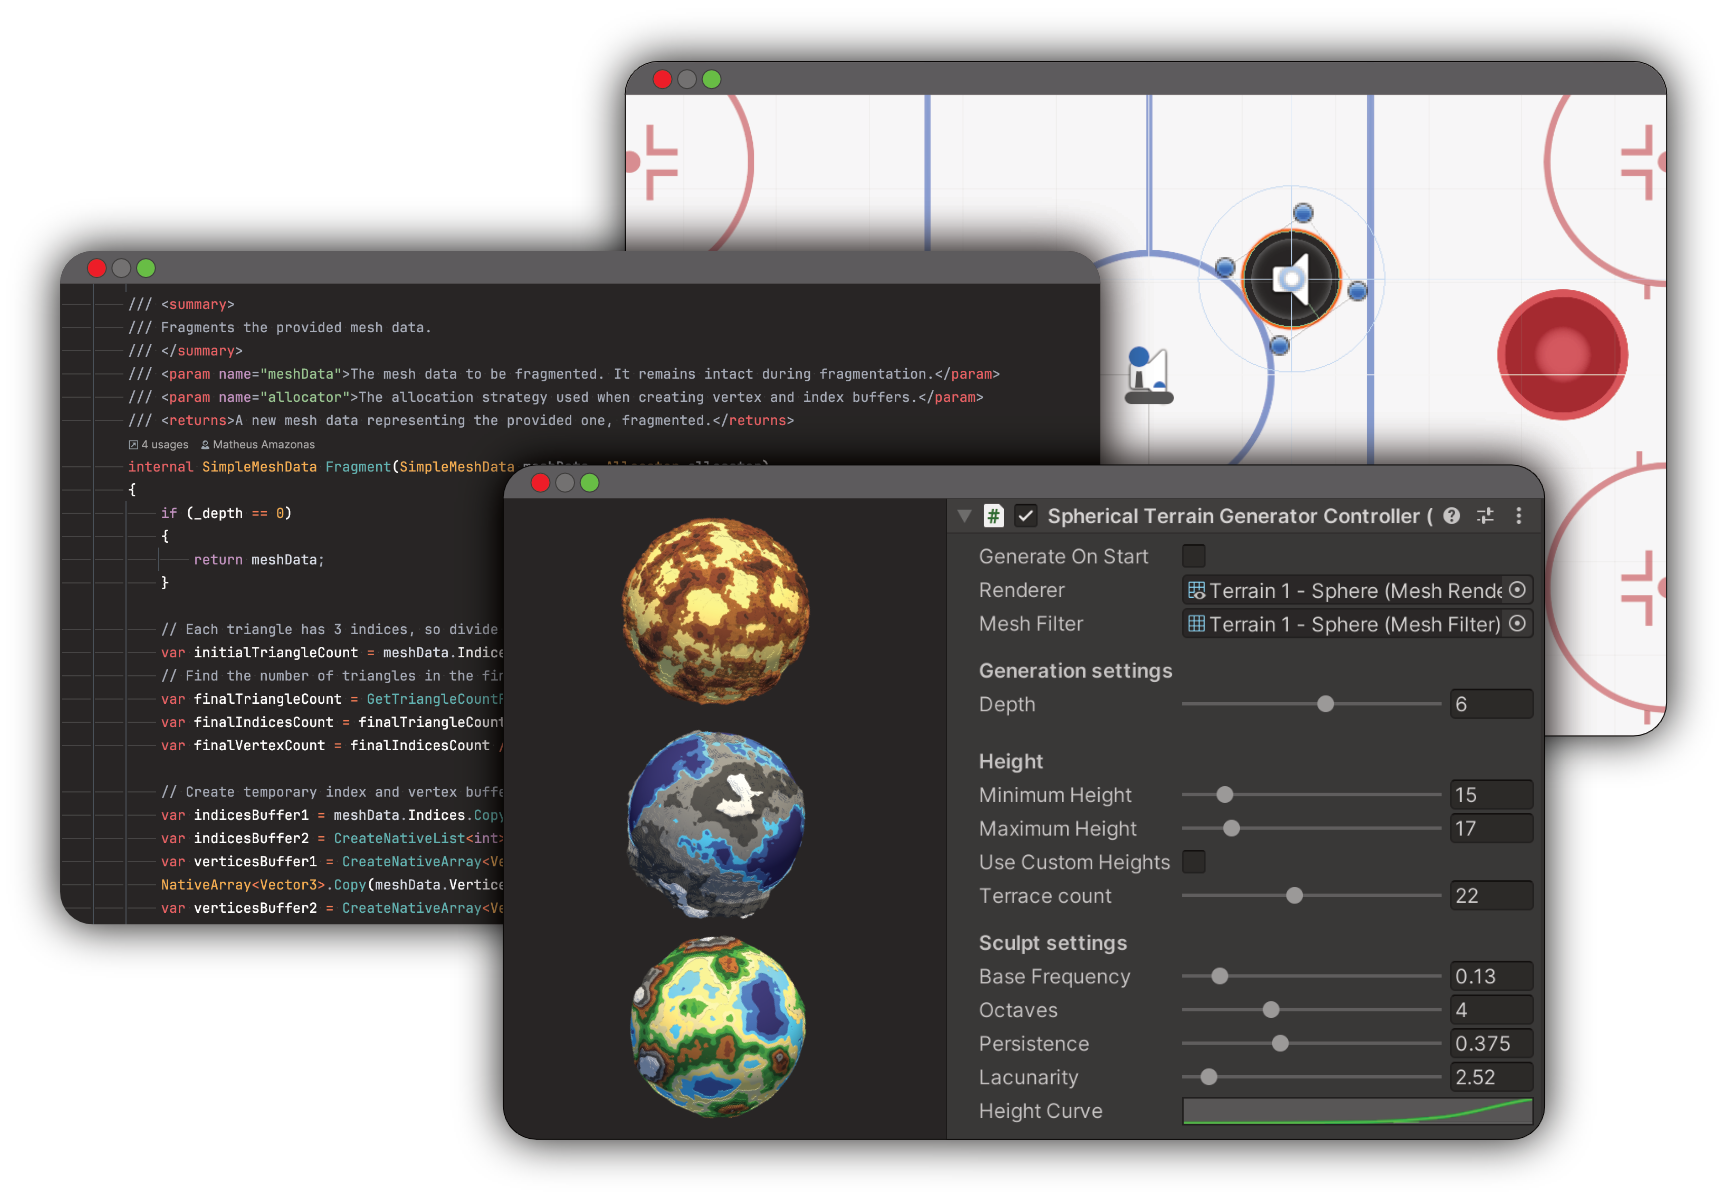 /// <summary>
/// Fragments the provided mesh data.
/// </summary>
/// <param name="meshData">The mesh data to be fragmented. It remains intact during fragmentation.</param>
/// <param name="allocator">The allocation strategy used when creating vertex and index buffers.</param>
/// <returns>A new mesh data representing the provided one, fragmented.</returns>
4 usages Matheus Amazonas
internal SimpleMeshData Fragment(SimpleMeshData
{
if (_depth == 0)
{
return meshData;
}
// Each triangle has 3 indices, so divide
var initialTriangleCount = meshData.Indice
// Find the number of triangles in the fin
var finalTriangleCount = GetTriangleCount
var finalIndicesCount = finalTriangleCount
var finalVertexCount = finalIndicesCount /
// Create temporary index and vertex buffe
var indicesBuffer1 = meshData.Indices.Copy
var indicesBuffer2 = CreateNativeList<int>
var verticesBuffer1 = CreateNativeArray<Ve
NativeArray<Vector3>.Copy(meshData.Vertice
var verticesBuffer2 = CreateNativeArray<Ve
# Spherical Terrain Generator Controller (
Generate On Start
Renderer Terrain 1 - Sphere (Mesh Rende
Mesh Filter Terrain 1 - Sphere (Mesh Filter)
Generation settings
Depth 6
Height
Minimum Height 15
Maximum Height 17
Use Custom Heights
Terrace count 22
Sculpt settings
Base Frequency 0.13
Octaves 4
Persistence 0.375
Lacunarity 2.52
Height Curve